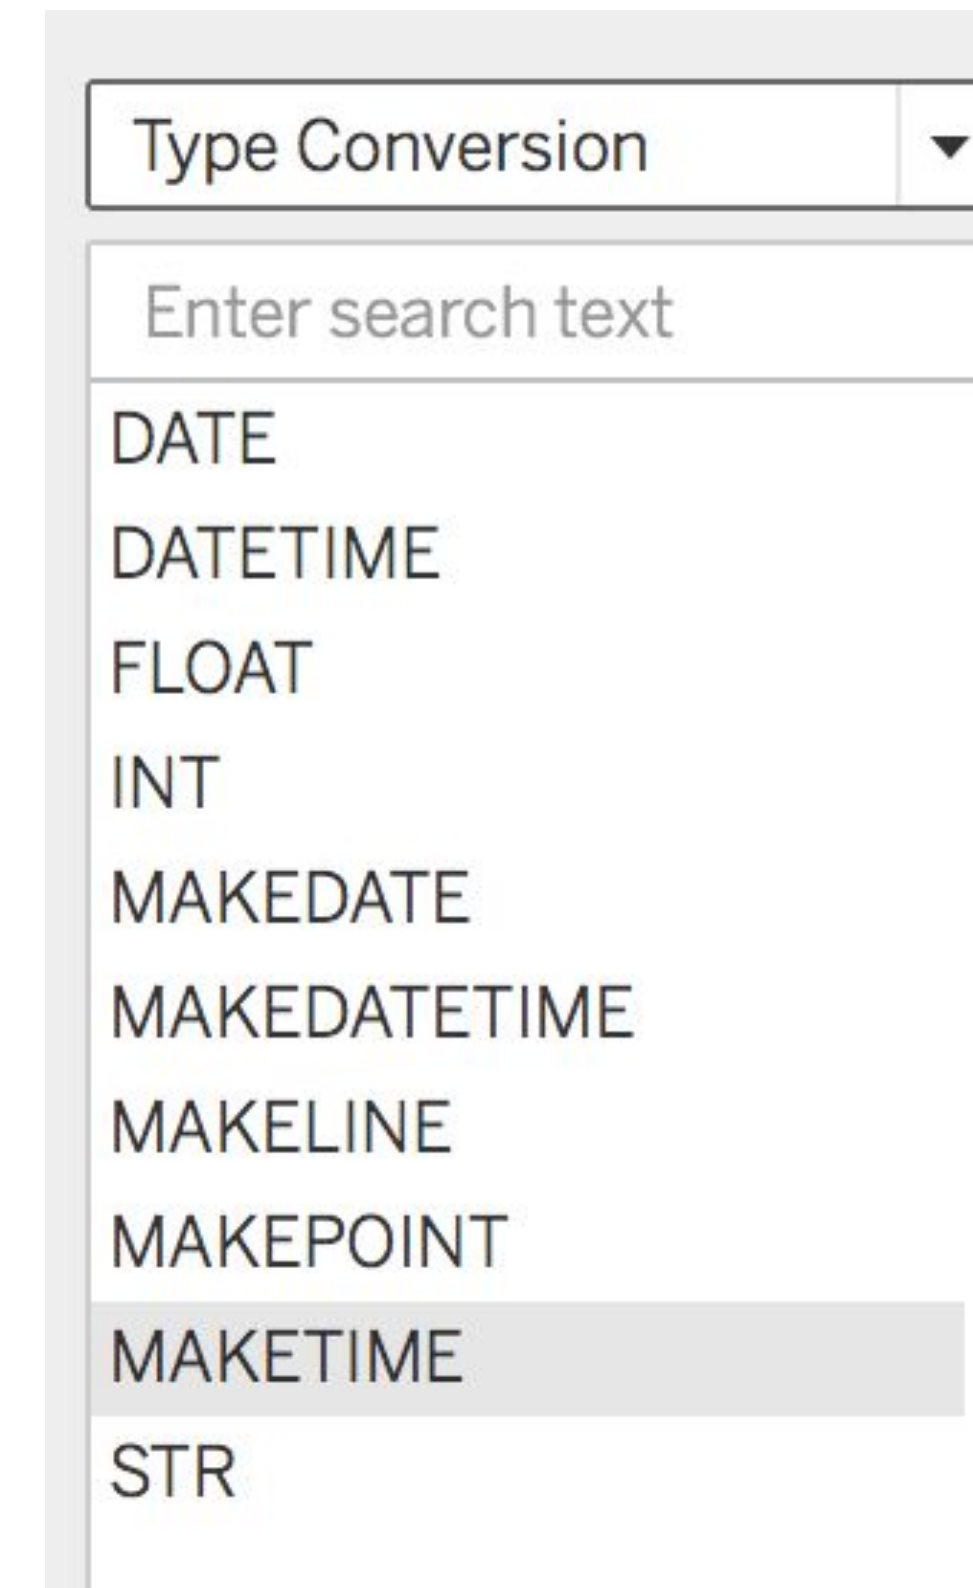 Type Conversion
Enter search text
DATE
DATETIME
FLOAT
INT
MAKEDATE
MAKEDATETIME
MAKELINE
MAKEPOINT
MAKETIME
STR